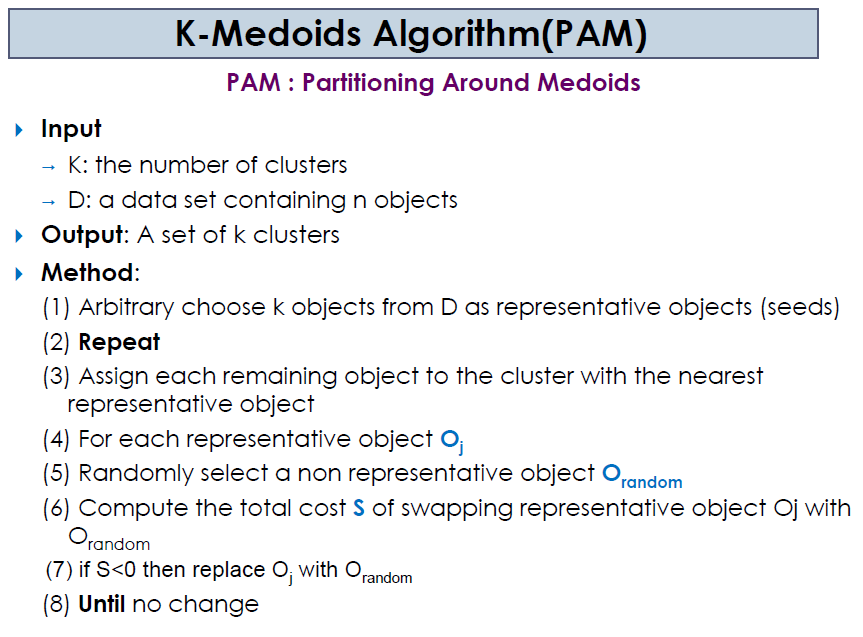 K-Medoids Algorithm(PAM)
PAM : Partitioning Around Medoids
Input
→ K: the number of clusters
→ D: a data set containing n objects
Output: A set of k clusters
Method:
(1) Arbitrary choose k objects from D as representative objects (seeds)
(2) Repeat
(3) Assign each remaining object to the cluster with the nearest
representative object
(4) For each representative object Oj
(5) Randomly select a non representative object Orandom
(6) Compute the total cost S of swapping representative object Oj with
Orandom
(7) if S<0 then replace Oj with Orandom
(8) Until no change